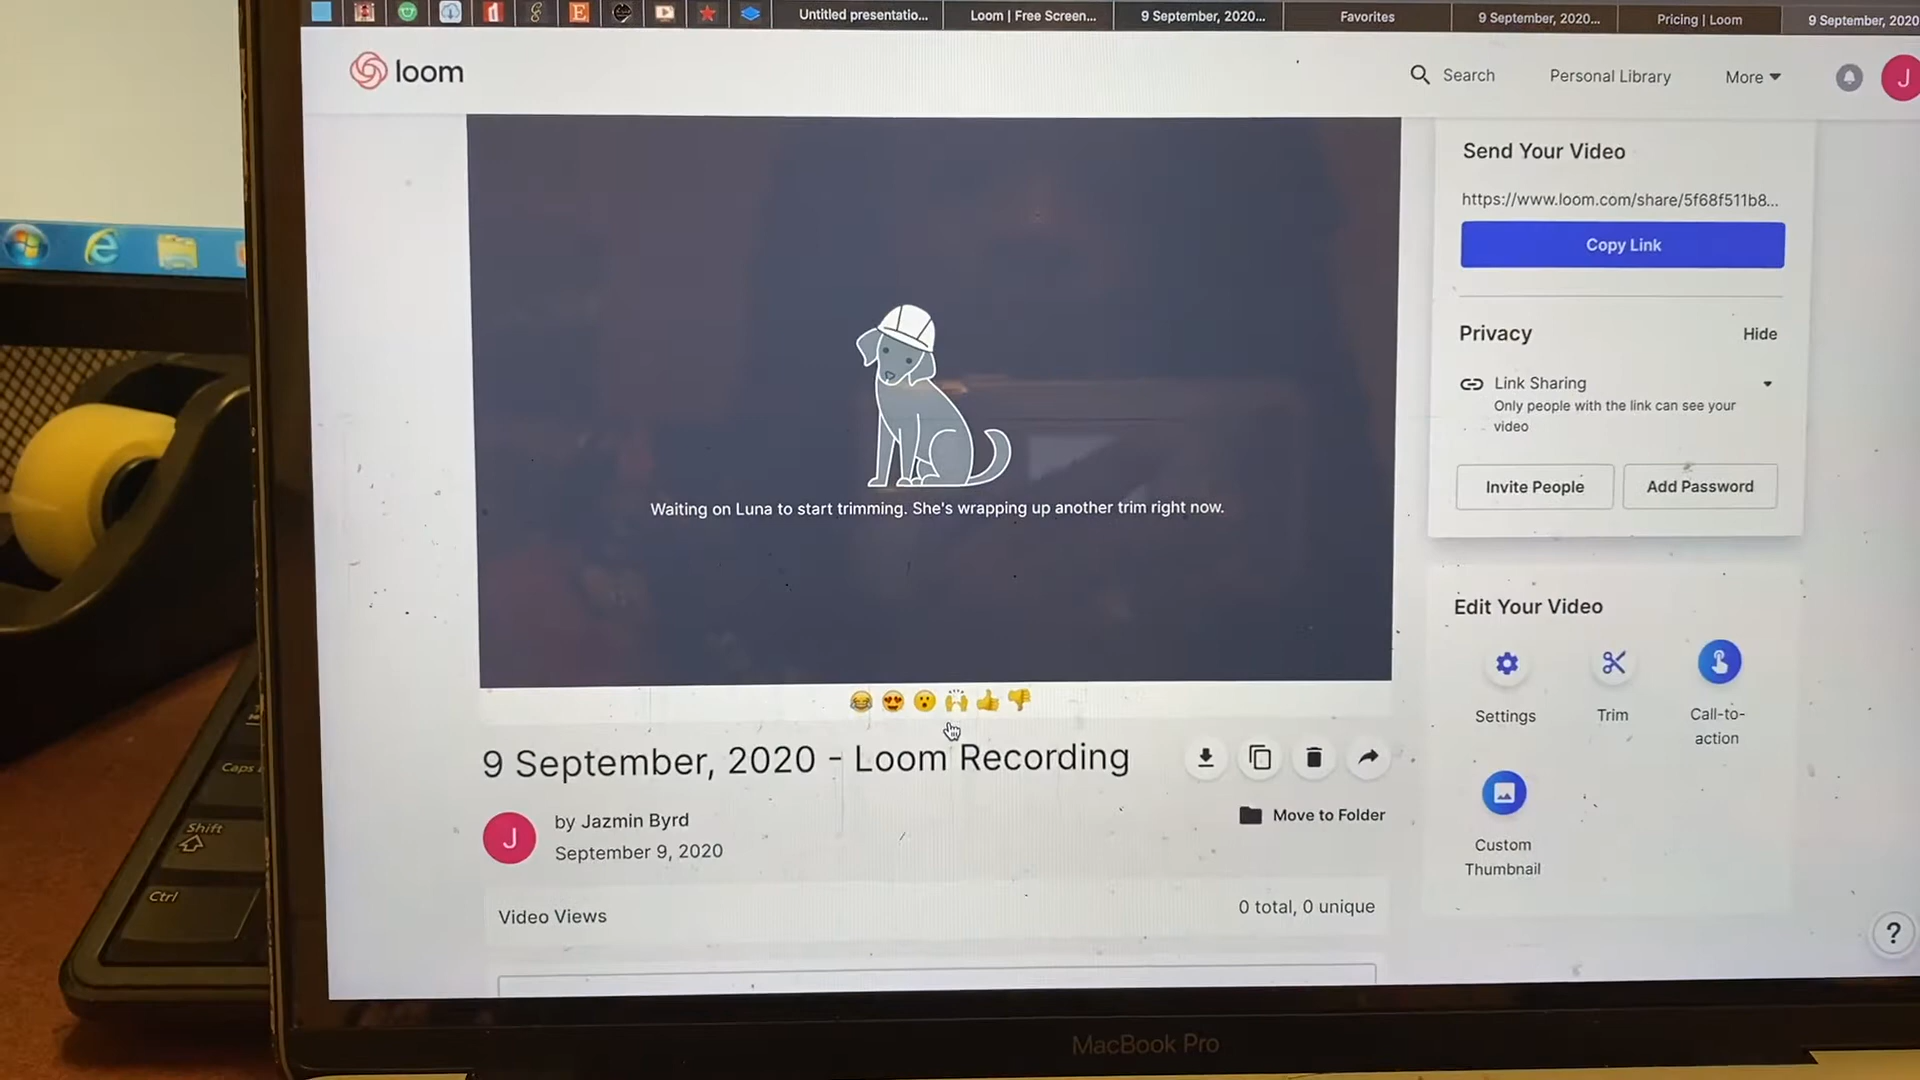 Untitled presentatio...
Loom | Free Screen...
9 September, 2020...
Favorites
9 September, 2020...
Pricing | Loom
9 September, 2020
loom
Search
Personal Library
More
J
Send Your Video
https://www.loom.com/share/5f68f511b8...
Copy Link
Privacy
Hide
Link Sharing
Only people with the link can see your
video
Invite People
Add Password
Waiting on Luna to start trimming. She's wrapping up another trim right now.
Edit Your Video
Settings
Trim
Call-to-
action
Custom
Thumbnail
9 September, 2020 - Loom Recording
J
by Jazmin Byrd
September 9, 2020
Move to Folder
Video Views
0 total, 0 unique
?
MacBook Pro
Caps
Shift
Ctrl